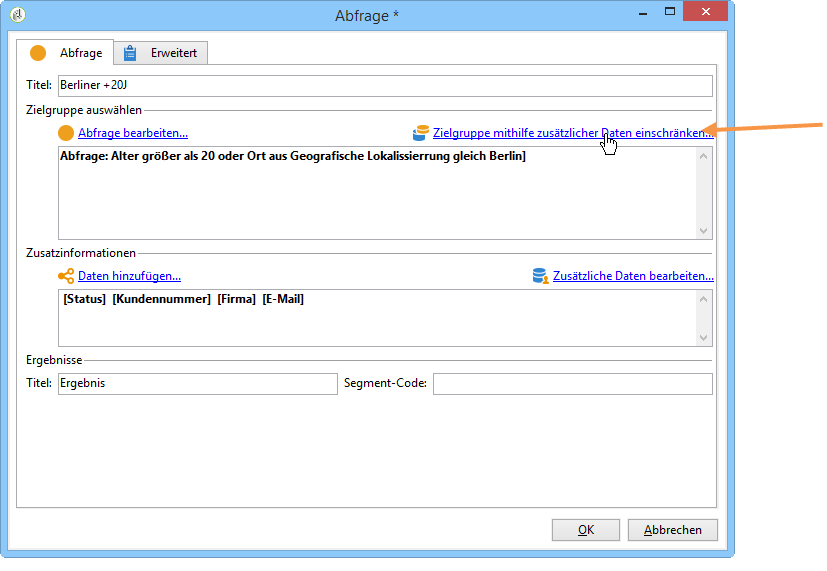 Abfrage *
Abfrage Erweitert
Titel: Berliner +20J
Zielgruppe auswählen
Abfrage bearbeiten... Zielgruppe mithilfe zusätzlicher Daten einschränken...
Abfrage: Alter größer als 20 oder Ort aus Geografische Lokalissierrung gleich Berlin]
Zusatzinformationen
Daten hinzufügen... Zusätzliche Daten bearbeiten...
[Status] [Kundennummer] [Firma] [E-Mail]
Ergebnisse
Titel: Ergebnis Segment-Code:
OK Abbrechen